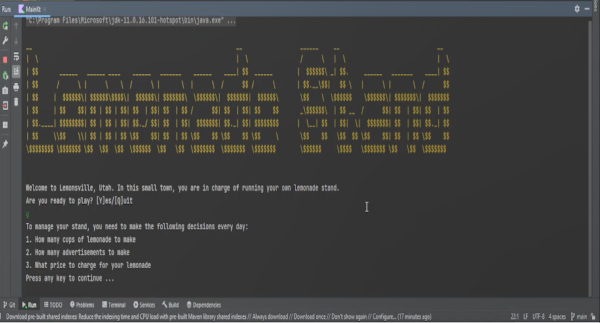 Run: MainKt ×
"C:\Program Files\Microsoft\jdk-11.0.16.101-hotspot\bin\java.exe" ...
Lemonade Stand
Welcome to Lemonsville, Utah. In this small town, you are in charge of running your own lemonade stand.
Are you ready to play? [Y]es/[Q]uit
To manage your stand, you need to make the following decisions every day:
1. How many cups of lemonade to make
2. How many advertisements to make
3. What price to charge for your lemonade
Press any key to continue ...
Git Run TODO Problems Terminal Services Build Dependencies
Download pre-built shared indexes: Reduce the indexing time and CPU load with pre-built Maven library shared indexes // Always download // Download once // Don't show again // Configure... (17 minutes ago) 22:1 LF UTF-8 4 spaces main